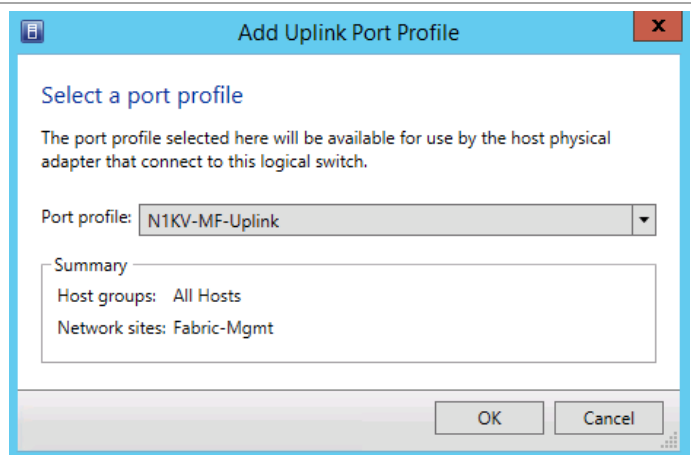 Add Uplink Port Profile
x
Select a port profile
The port profile selected here will be available for use by the host physical
adapter that connect to this logical switch.
Port profile: N1KV-MF-Uplink
Summary
Host groups: All Hosts
Network sites: Fabric-Mgmt
OK Cancel